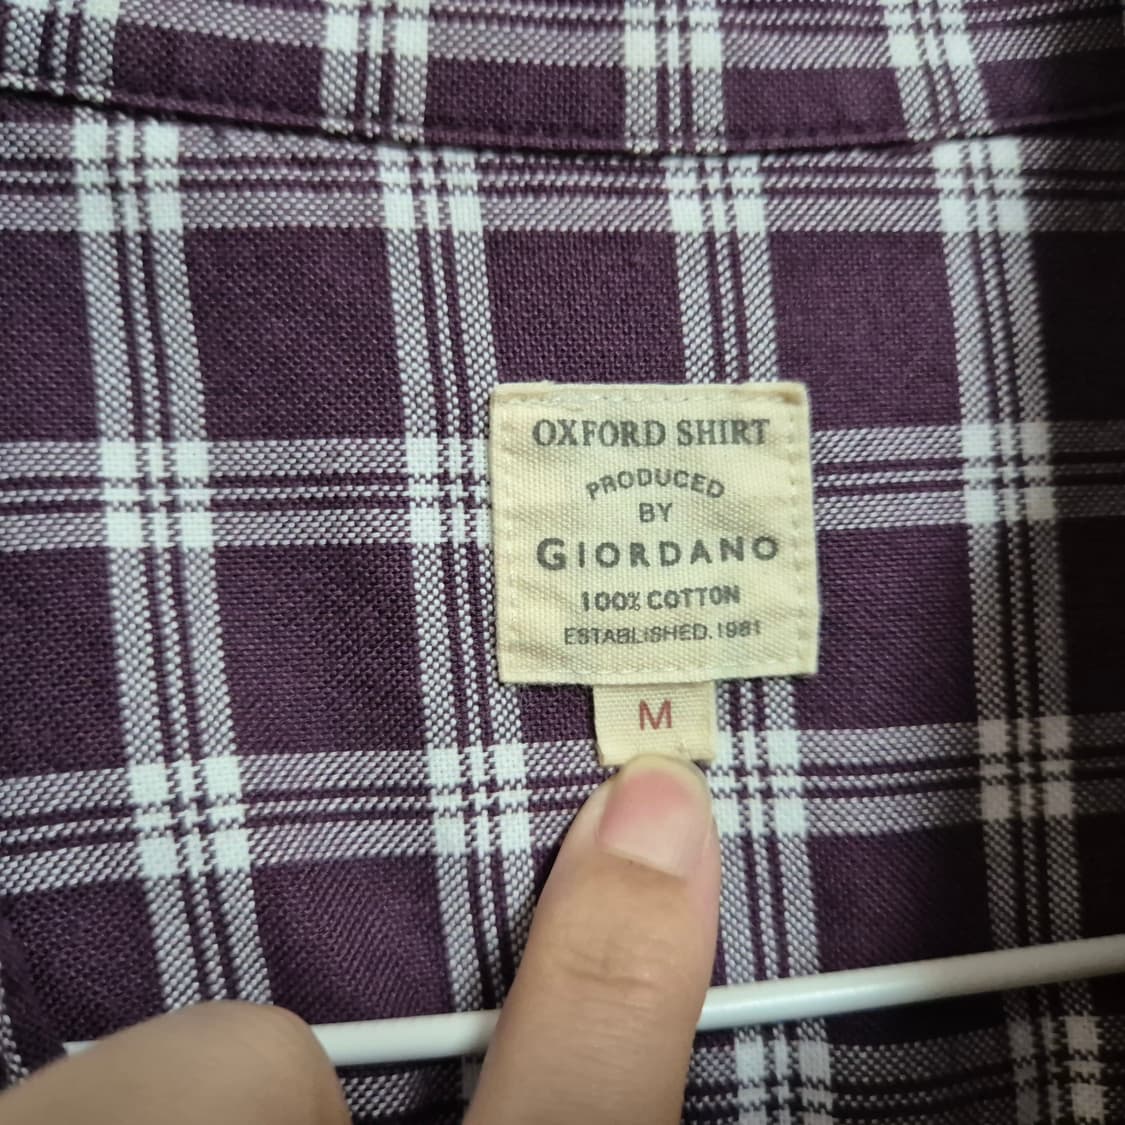 OXFORD SHIRT
PRODUCED
BY
GIORDANO
100% COTTON
ESTABLISHED.1981
M